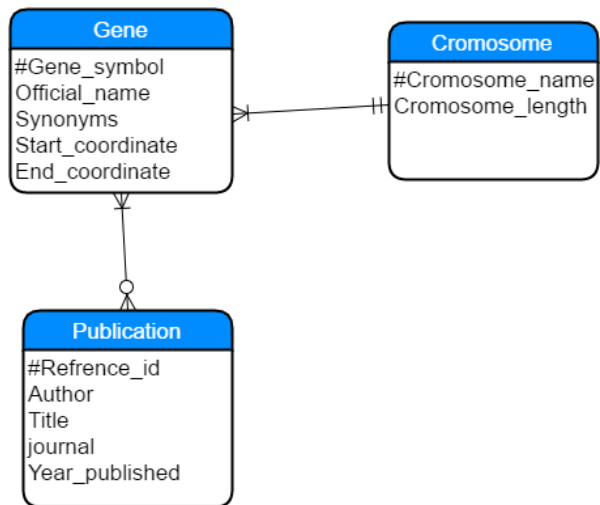 Gene
#Gene_symbol
Official_name
Synonyms
Start_coordinate
End_coordinate
Cromosome
#Cromosome_name
Cromosome_length
Publication
#Refrence_id
Author
Title
journal
Year_published